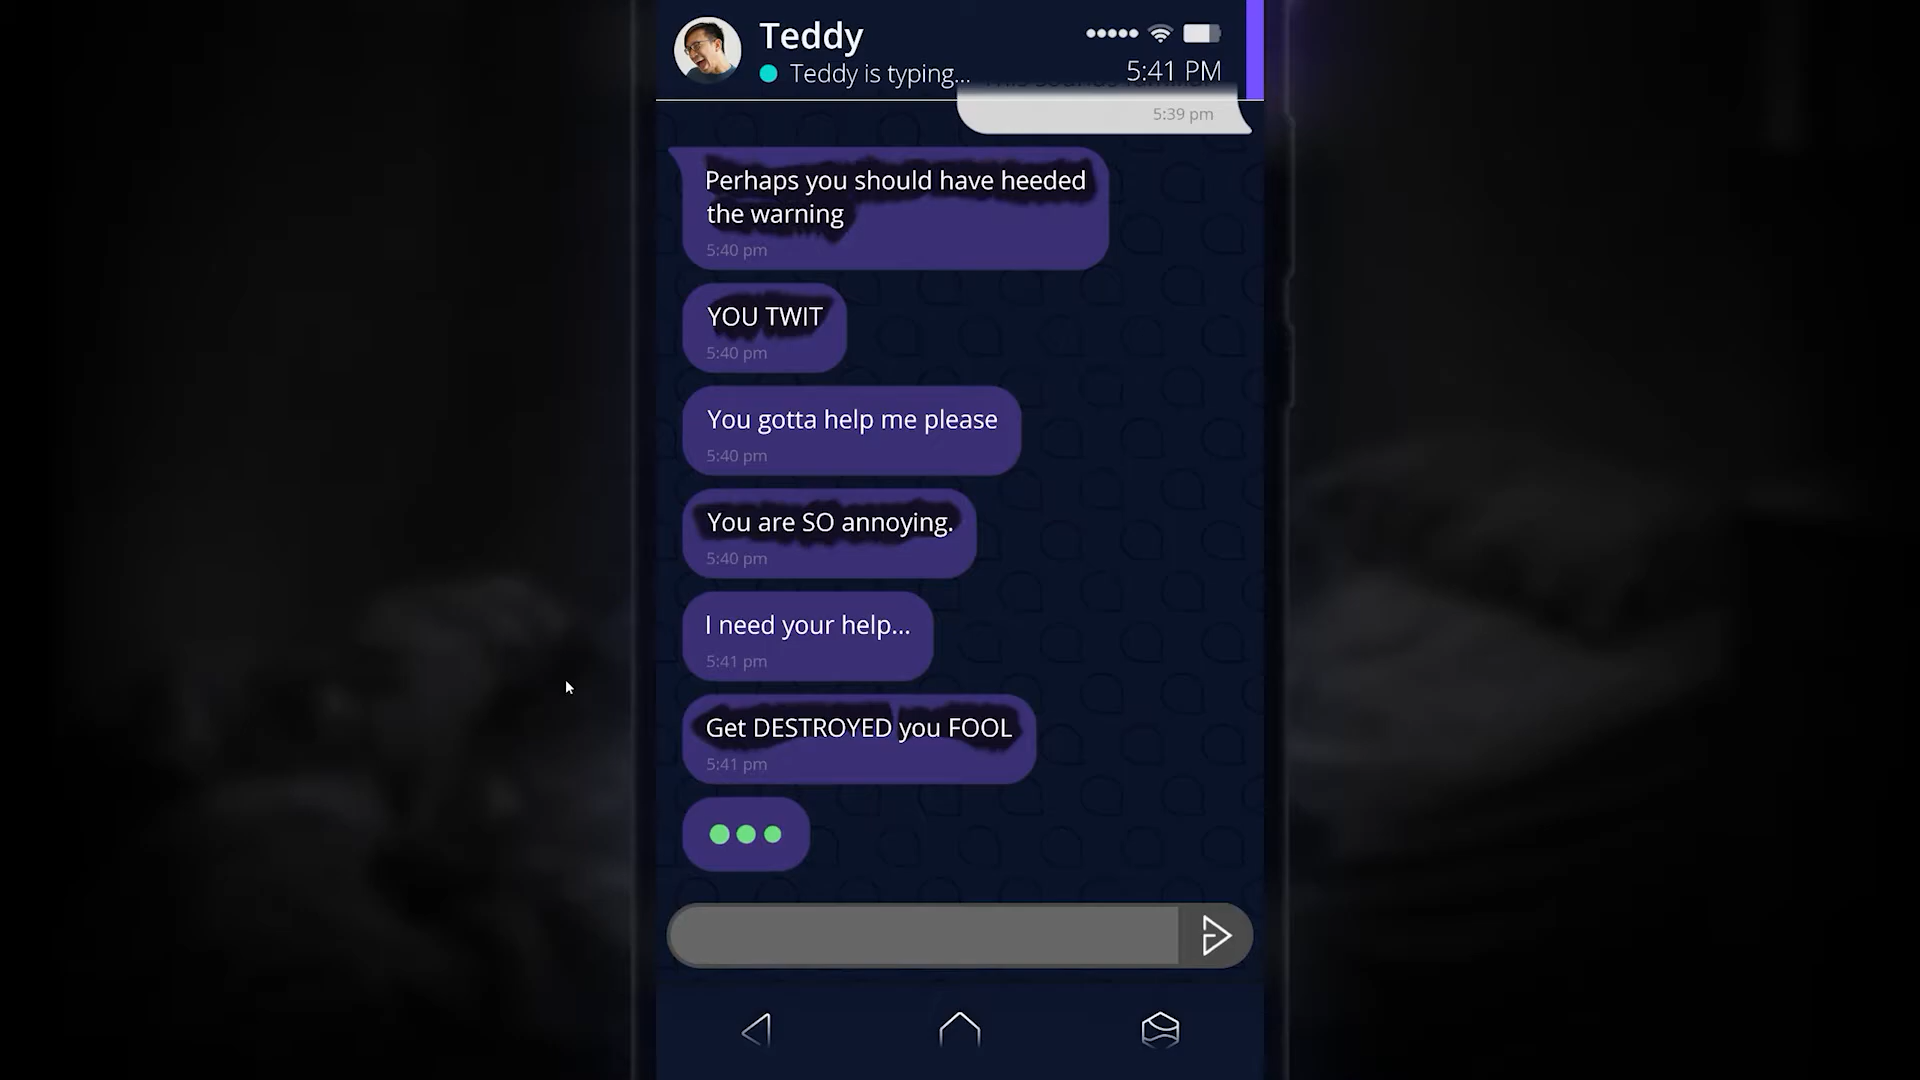 Teddy
Teddy is typing...
5:41 PM
5:39 pm
Perhaps you should have heeded
the warning
5:40 pm
YOU TWIT
5:40 pm
You gotta help me please
5:40 pm
You are SO annoying.
5:40 pm
I need your help...
5:41 pm
Get DESTROYED you FOOL
5:41 pm